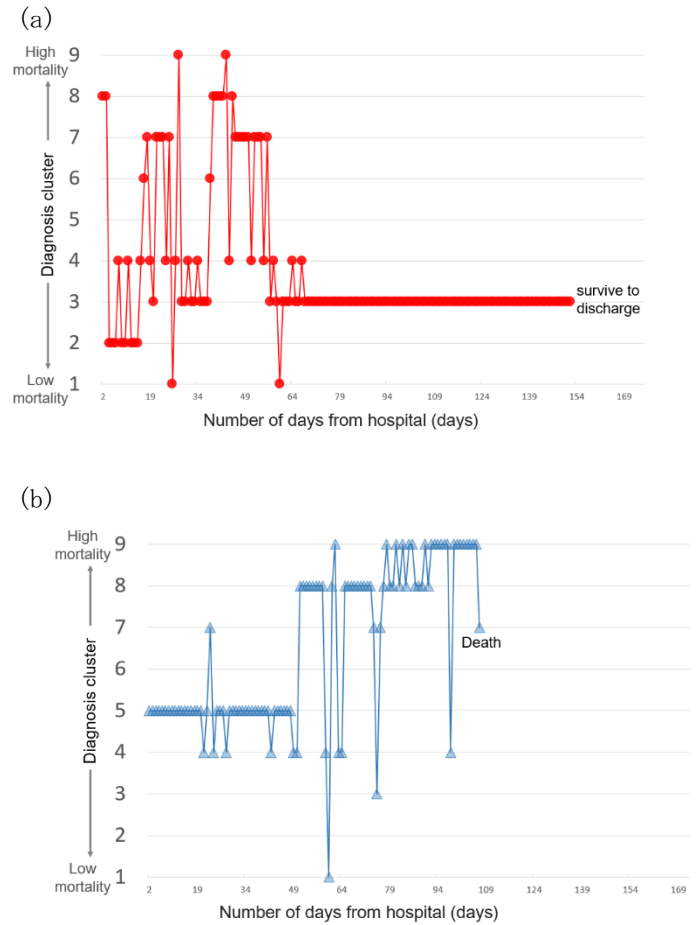 (a)
High
mortality
Diagnosis cluster
Low
mortality
9
8
7
6
5
4
3
2
1
survive to
discharge
2 19 34 49 64 79 94 109 124 139 154 169
Number of days from hospital (days)
(b)
High
mortality
Diagnosis cluster
Low
mortality
9
8
7
6
5
4
3
2
1
Death
2 19 34 49 64 79 94 109 124 139 154 169
Number of days from hospital (days)